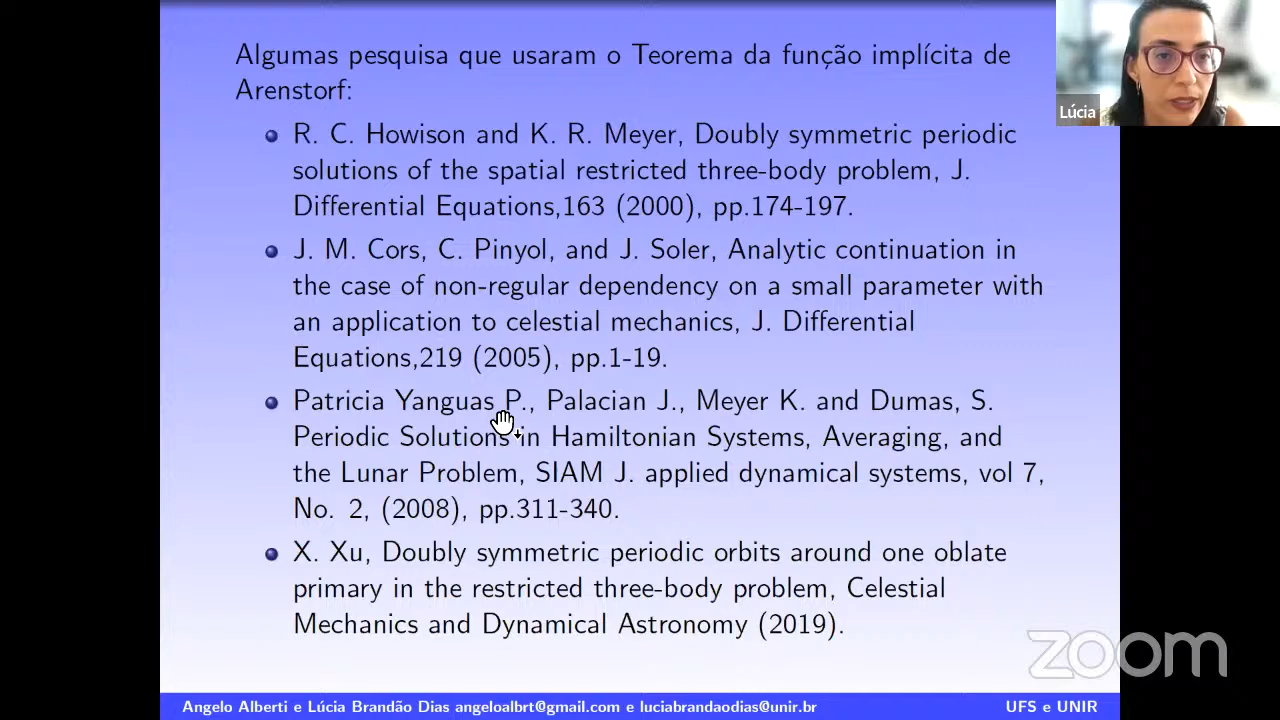 Algumas pesquisa que usaram o Teorema da função implícita de
Arenstorf:
R. C. Howison and K. R. Meyer, Doubly symmetric periodic
solutions of the spatial restricted three-body problem, J.
Differential Equations,163 (2000), pp.174-197.
J. M. Cors, C. Pinyol, and J. Soler, Analytic continuation in
the case of non-regular dependency on a small parameter with
an application to celestial mechanics, J. Differential
Equations,219 (2005), pp.1-19.
Patricia Yanguas P., Palacian J., Meyer K. and Dumas, S.
Periodic Solutions in Hamiltonian Systems, Averaging, and
the Lunar Problem, SIAM J. applied dynamical systems, vol 7,
No. 2, (2008), pp.311-340.
X. Xu, Doubly symmetric periodic orbits around one oblate
primary in the restricted three-body problem, Celestial
Mechanics and Dynamical Astronomy (2019).
Lúcia
zoom
Angelo Alberti e Lúcia Brandão Dias angeloalbrt@gmail.com e luciabrandaodias@unir.br
UFS e UNIR